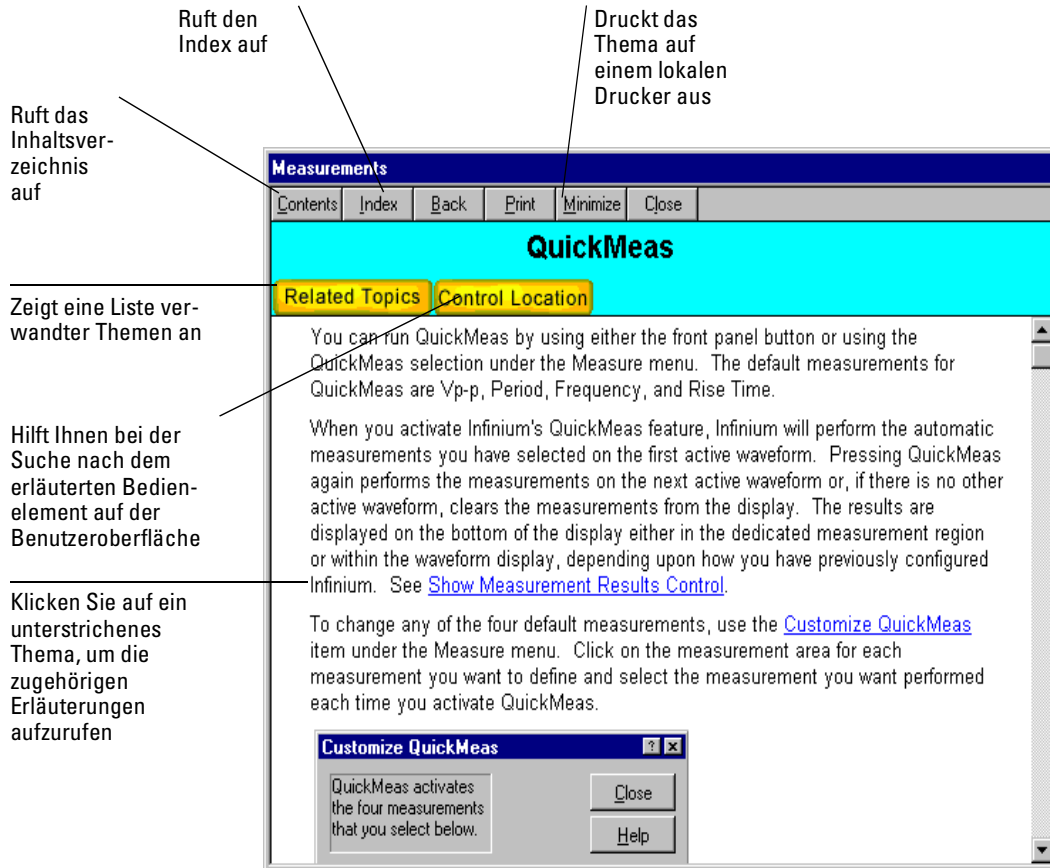 Ruft den
Index auf
Druckt das
Thema auf
einem lokalen
Drucker aus
Ruft das
Inhaltsver-
zeichnis
auf
Measurements
Contents Index Back Print Minimize Close
QuickMeas
Related Topics Control Location
Zeigt eine Liste ver-
wandter Themen an
You can run QuickMeas by using either the front panel button or using the
QuickMeas selection under the Measure menu. The default measurements for
QuickMeas are Vp-p, Period, Frequency, and Rise Time.
Hilft Ihnen bei der
Suche nach dem
erläuterten Bedien-
element auf der
Benutzeroberfläche
When you activate Infinium's QuickMeas feature, Infinium will perform the automatic
measurements you have selected on the first active waveform. Pressing QuickMeas
again performs the measurements on the next active waveform or, if there is no other
active waveform, clears the measurements from the display. The results are
displayed on the bottom of the display either in the dedicated measurement region
or within the waveform display, depending upon how you have previously configured
Infinium. See Show Measurement Results Control.
Klicken Sie auf ein
unterstrichenes
Thema, um die
zugehörigen
Erläuterungen
aufzurufen
To change any of the four default measurements, use the Customize QuickMeas
item under the Measure menu. Click on the measurement area for each
measurement you want to define and select the measurement you want performed
each time you activate QuickMeas.
Customize QuickMeas
QuickMeas activates
the four measurements
that you select below.
Close
Help